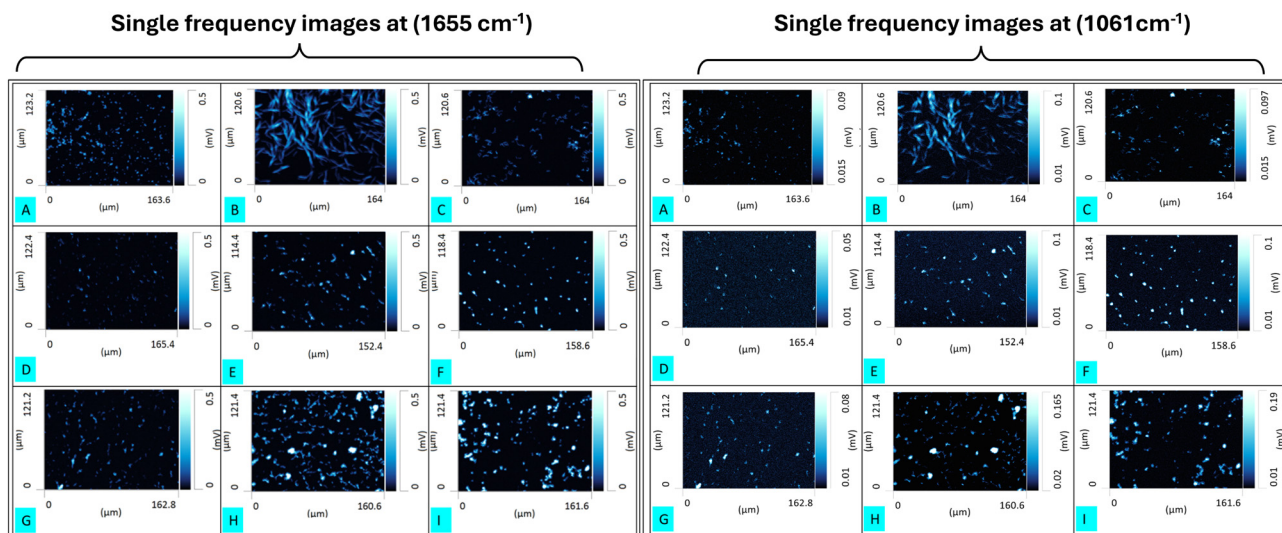 Single frequency images at (1655 cm-1)
Single frequency images at (1061cm-1)
123.2 (µm) 0 0.5 (mV) 0
0 (µm) 163.6
A
120.6 (µm) 0 0.5 (mV) 0
0 (µm) 164
B
120.6 (µm) 0 0.5 (mV) 0
0 (µm) 164
C
122.4 (µm) 0 0.5 (mV) 0
0 (µm) 165.4
D
114.4 (µm) 0 0.5 (mV) 0
0 (µm) 152.4
E
118.4 (µm) 0 0.5 (mV) 0
0 (µm) 158.6
F
121.2 (µm) 0 0.5 (mV) 0
0 (µm) 162.8
G
121.4 (µm) 0 0.5 (mV) 0
0 (µm) 160.6
H
121.4 (µm) 0 0.5 (mV) 0
0 (µm) 161.6
I
123.2 (µm) 0 0.09 (mV) 0.015
0 (µm) 163.6
A
120.6 (µm) 0 0.1 (mV) 0.01
0 (µm) 164
B
120.6 (µm) 0 0.097 (mV) 0.015
0 (µm) 164
C
122.4 (µm) 0 0.05 (mV) 0.01
0 (µm) 165.4
D
114.4 (µm) 0 0.1 (mV) 0.01
0 (µm) 152.4
E
118.4 (µm) 0 0.1 (mV) 0.01
0 (µm) 158.6
F
121.2 (µm) 0 0.08 (mV) 0.01
0 (µm) 162.8
G
121.4 (µm) 0 0.165 (mV) 0.02
0 (µm) 160.6
H
121.4 (µm) 0 0.19 (mV) 0.01
0 (µm) 161.6
I